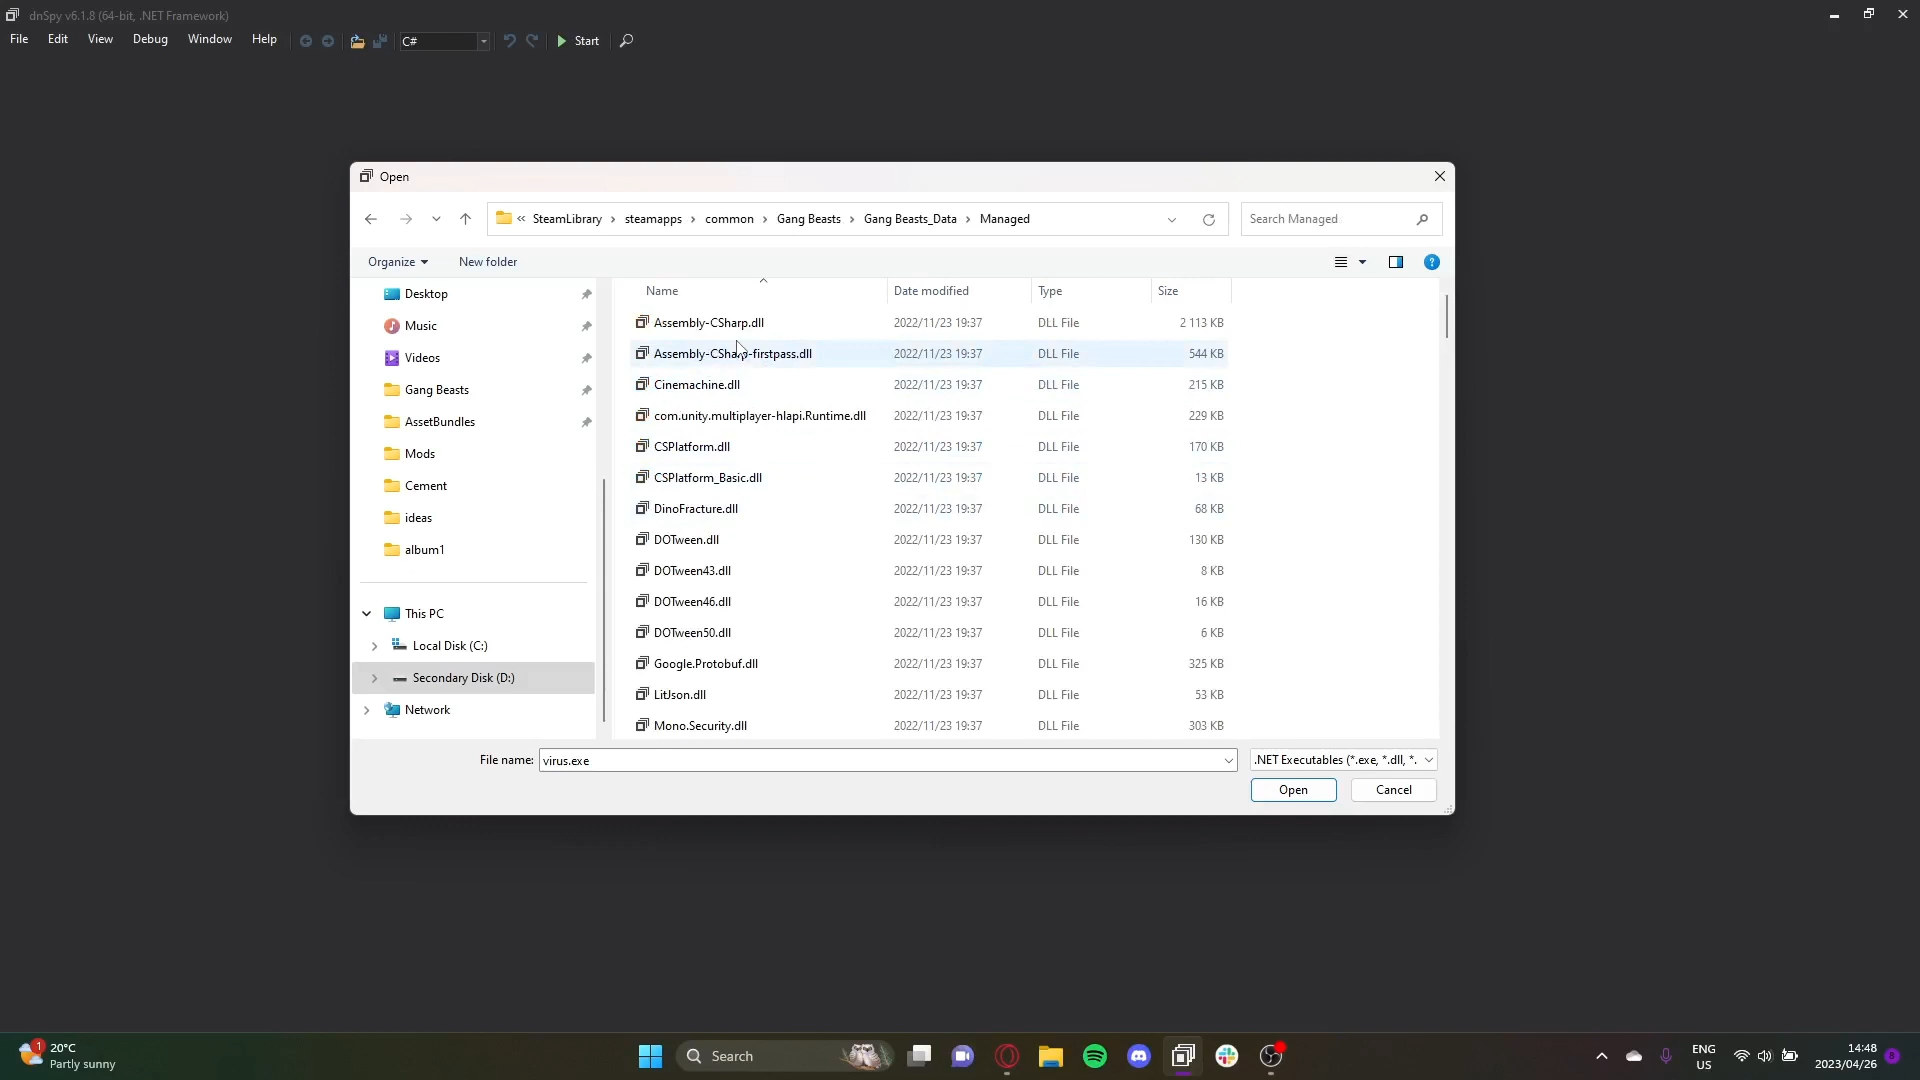 dnSpy v6.1.8 (64-bit, .NET Framework)
File Edit View Debug Window Help C# Start
Open
« SteamLibrary › steamapps › common › Gang Beasts › Gang Beasts_Data › Managed
Search Managed
Organize New folder
Desktop
Music
Videos
Gang Beasts
AssetBundles
Mods
Cement
ideas
album1
This PC
Local Disk (C:)
Secondary Disk (D:)
Network
Name Date modified Type Size
Assembly-CSharp.dll 2022/11/23 19:37 DLL File 2 113 KB
Assembly-CSharp-firstpass.dll 2022/11/23 19:37 DLL File 544 KB
Cinemachine.dll 2022/11/23 19:37 DLL File 215 KB
com.unity.multiplayer-hlapi.Runtime.dll 2022/11/23 19:37 DLL File 229 KB
CSPlatform.dll 2022/11/23 19:37 DLL File 170 KB
CSPlatform_Basic.dll 2022/11/23 19:37 DLL File 13 KB
DinoFracture.dll 2022/11/23 19:37 DLL File 68 KB
DOTween.dll 2022/11/23 19:37 DLL File 130 KB
DOTween43.dll 2022/11/23 19:37 DLL File 8 KB
DOTween46.dll 2022/11/23 19:37 DLL File 16 KB
DOTween50.dll 2022/11/23 19:37 DLL File 6 KB
Google.Protobuf.dll 2022/11/23 19:37 DLL File 325 KB
LitJson.dll 2022/11/23 19:37 DLL File 53 KB
Mono.Security.dll 2022/11/23 19:37 DLL File 303 KB
File name: virus.exe .NET Executables (*.exe, *.dll, *.
Open Cancel
1
20°C
Partly sunny
Search
ENG
US
14:48
2023/04/26
8